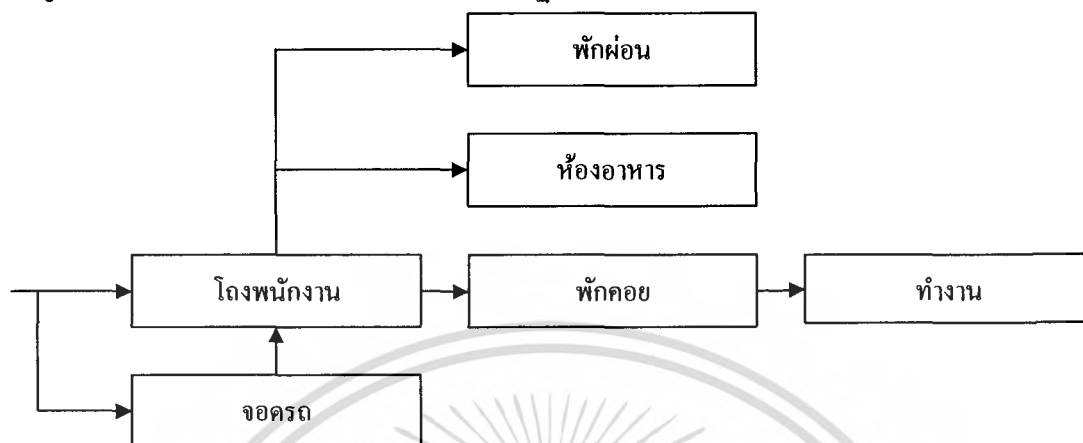 พักผ่อน
ห้องอาหาร
โถงพนักงาน
พักคอย
ทำงาน
จอดรถ